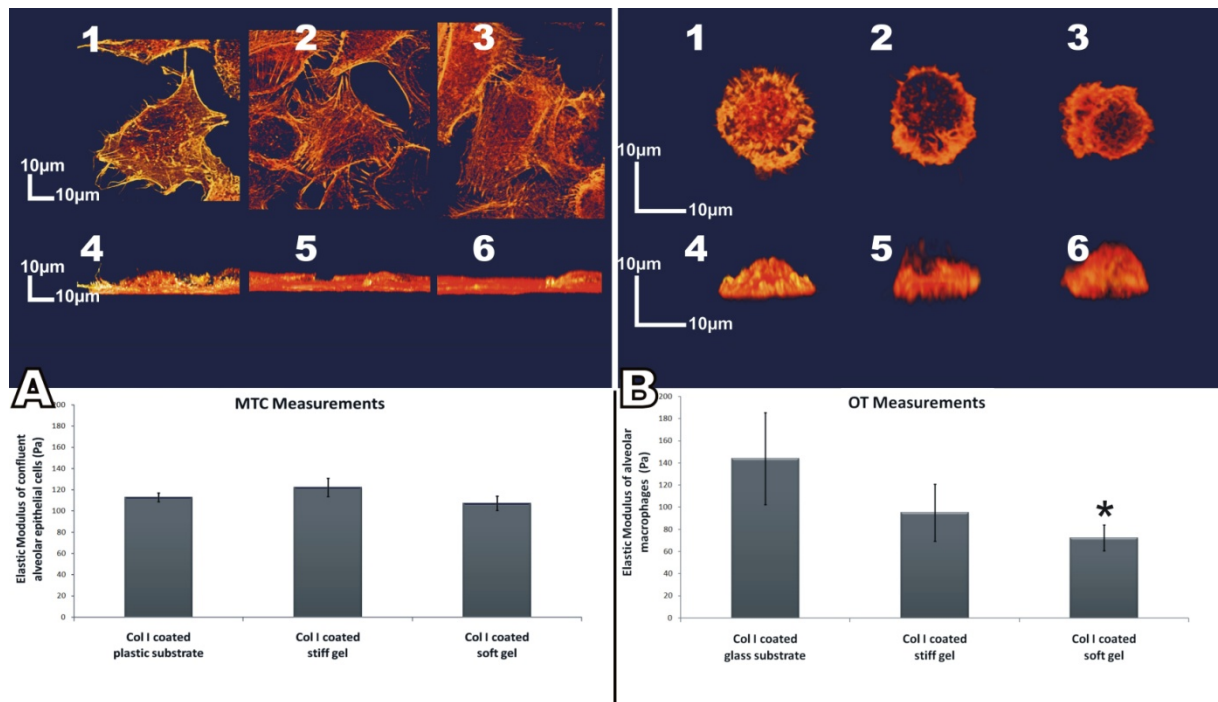 1
2
3
10µm
10µm
4
5
6
10µm
10µm
A
MTC Measurements
Elastic Modulus of confluent
alveolar epithelial cells (Pa)
200
180
160
140
120
100
80
60
40
20
0
Col I coated
plastic substrate
Col I coated
stiff gel
Col I coated
soft gel
1
2
3
10µm
10µm
4
5
6
10µm
10µm
B
OT Measurements
Elastic Modulus of alveolar
macrophages (Pa)
200
180
160
140
120
100
80
60
40
20
0
*
Col I coated
glass substrate
Col I coated
stiff gel
Col I coated
soft gel